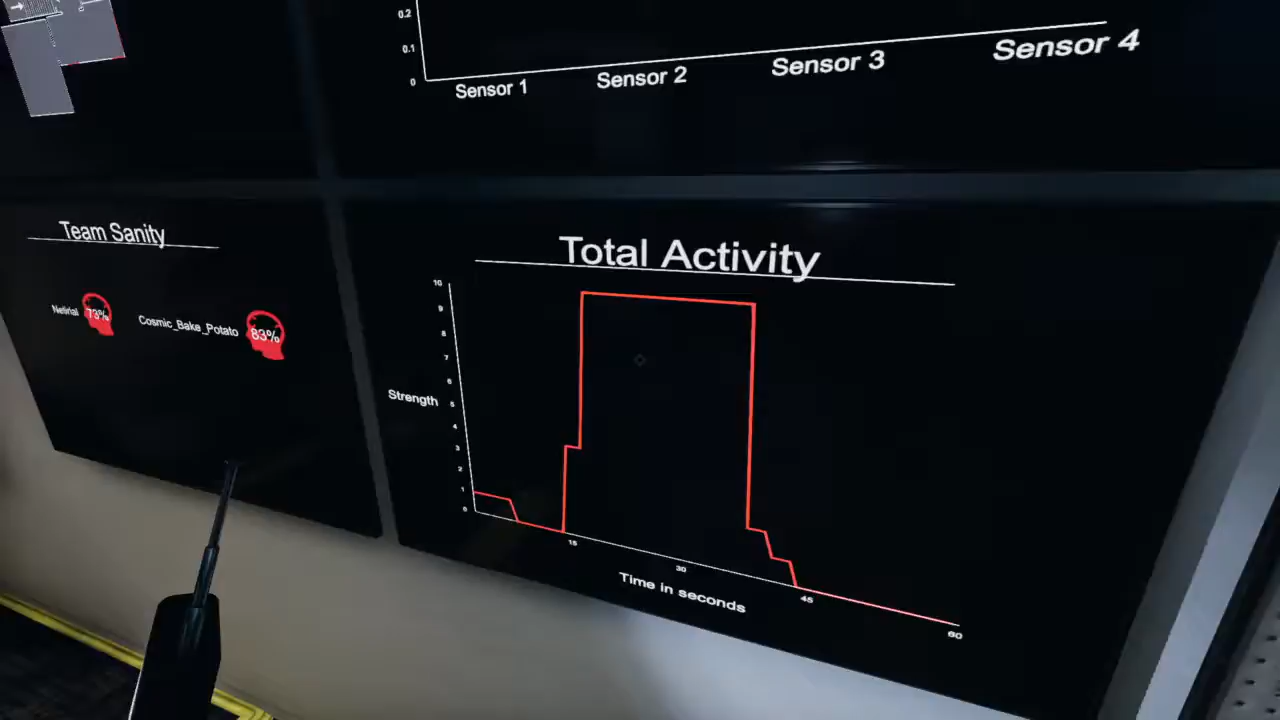 0.2
0.1
0
Sensor 1 Sensor 2 Sensor 3 Sensor 4
Team Sanity
Nelirial 73% Cosmic_Bake_Potato 83%
Total Activity
10
9
8
7
6
5
4
3
2
1
0
Strength
15 30 45 60
Time in seconds